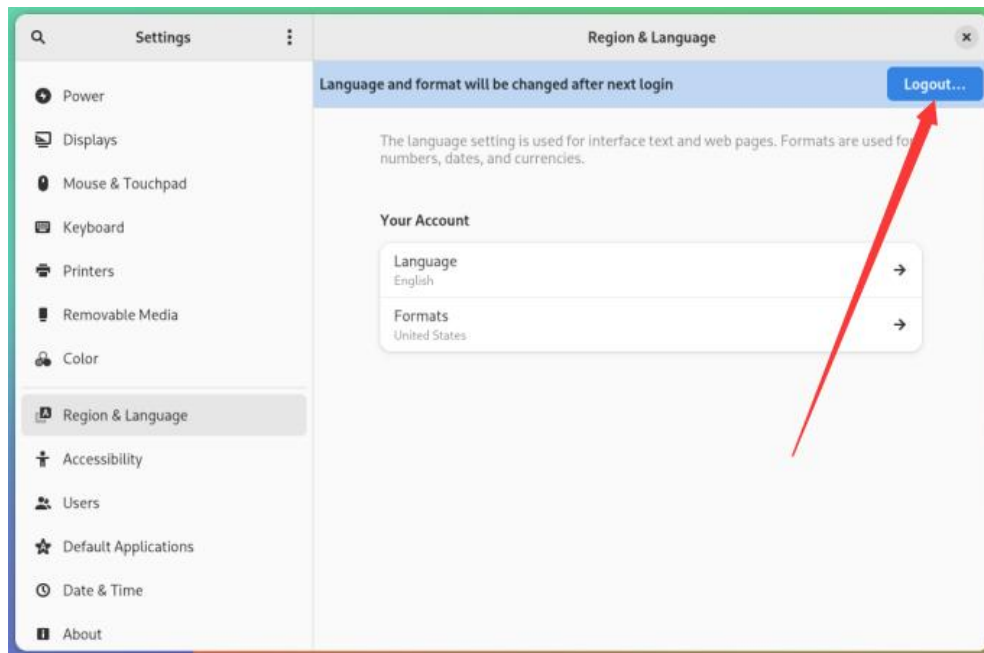 Settings
Region & Language
Power
Displays
Mouse & Touchpad
Keyboard
Printers
Removable Media
Color
Region & Language
Accessibility
Users
Default Applications
Date & Time
About
Language and format will be changed after next login
Logout...
The language setting is used for interface text and web pages. Formats are used for
numbers, dates, and currencies.
Your Account
Language
English
Formats
United States